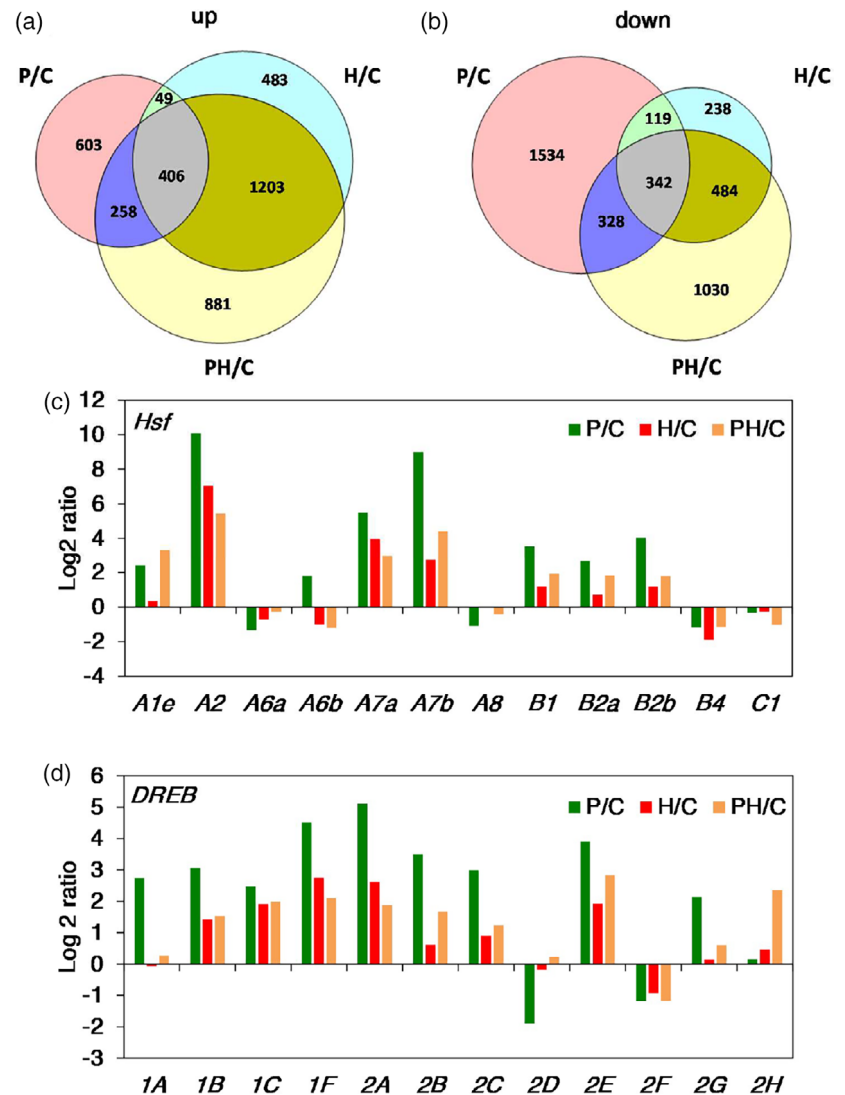 (a) up
P/C
H/C
483
49
603
406
1203
258
881
PH/C
(b) down
P/C
H/C
119
238
1534
342
484
328
1030
PH/C
(c)
Hsf
P/C H/C PH/C
Log2 ratio
12
10
8
6
4
2
0
-2
-4
A1e A2 A6a A6b A7a A7b A8 B1 B2a B2b B4 C1
(d)
DREB
P/C H/C PH/C
Log 2 ratio
6
5
4
3
2
1
0
-1
-2
-3
1A 1B 1C 1F 2A 2B 2C 2D 2E 2F 2G 2H